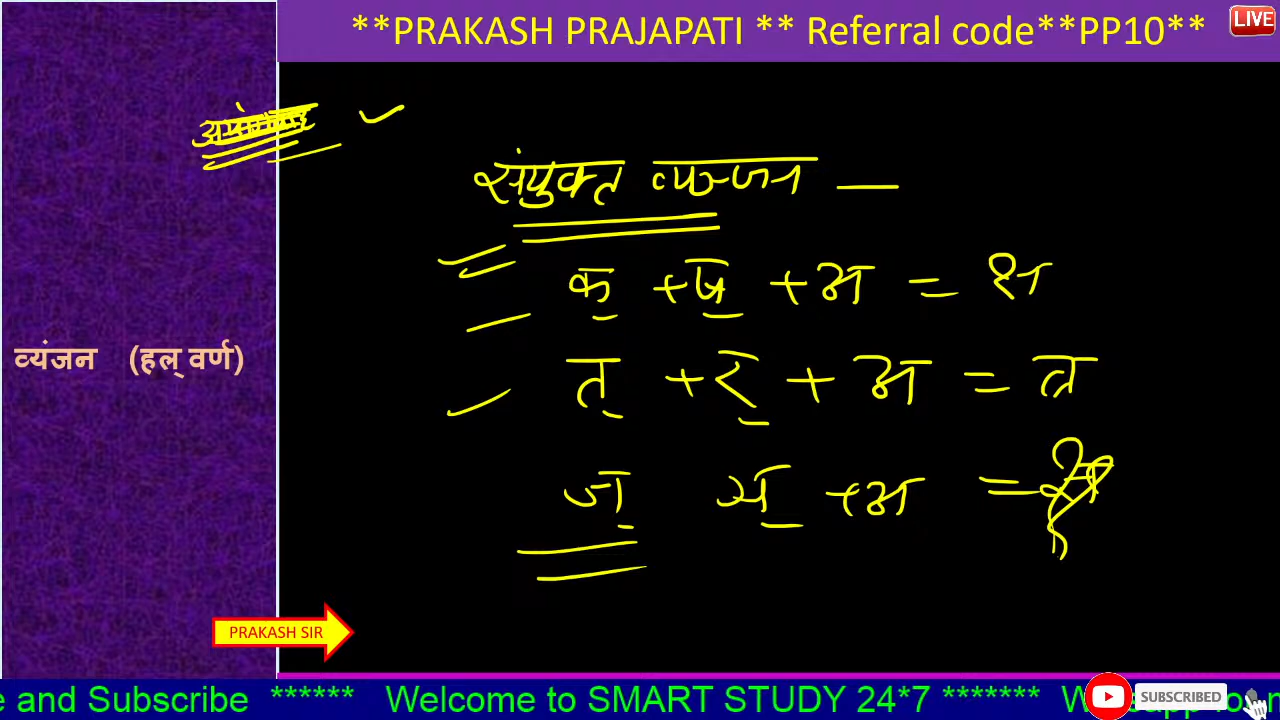 **PRAKASH PRAJAPATI ** Referral code**PP10**
LIVE
संयुक्त व्यञ्जन —
क् + ष् + अ = क्ष
त् + र् + अ = त्र
ज् ञ् + अ =
व्यंजन (हल् वर्ण)
PRAKASH SIR
e and Subscribe ****** Welcome to SMART STUDY 24*7 *******
SUBSCRIBED